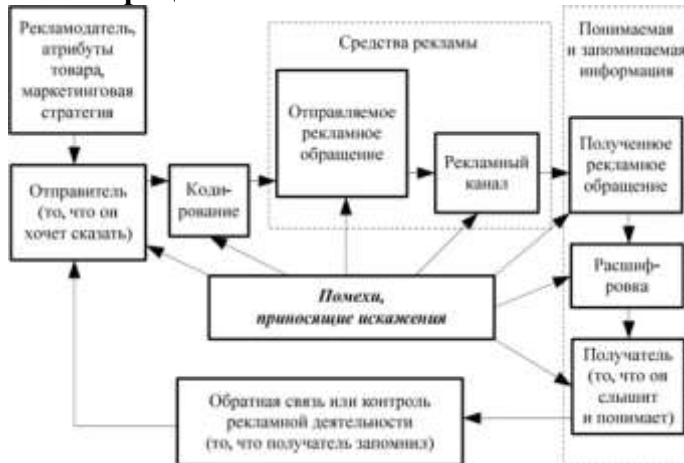 Рекламодатель,
атрибуты
товара,
маркетинговая
стратегия
Средства рекламы
Понимаемая
и запоминаемая
информация
Отправляемое
рекламное
обращение
Рекламный
канал
Полученное
рекламное
обращение
Отправитель
(то, что он
хочет сказать)
Коди-
рование
Расшиф-
ровка
Помехи,
приносящие искажения
Получатель
(то, что он
слышит
и понимает)
Обратная связь или контроль
рекламной деятельности
(то, что получатель запомнил)